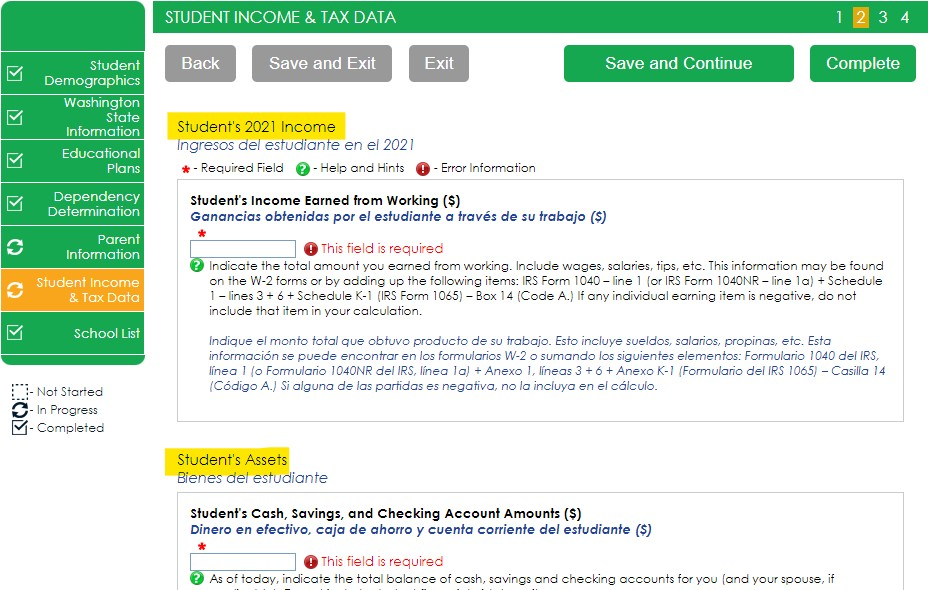 STUDENT INCOME & TAX DATA
1 2 3 4
Back
Save and Exit
Exit
Save and Continue
Complete
Student
Demographics
Washington
State
Information
Educational
Plans
Dependency
Determination
Parent
Information
Student Income
& Tax Data
School List
- Not Started
- In Progress
- Completed
Student's 2021 Income
Ingresos del estudiante en el 2021
* - Required Field ? - Help and Hints ! - Error Information
Student's Income Earned from Working ($)
Ganancias obtenidas por el estudiante a través de su trabajo ($)
*
! This field is required
? Indicate the total amount you earned from working. Include wages, salaries, tips, etc. This information may be found
on the W-2 forms or by adding up the following items: IRS Form 1040 – line 1 (or IRS Form 1040NR – line 1a) + Schedule
1 – lines 3 + 6 + Schedule K-1 (IRS Form 1065) – Box 14 (Code A.) If any individual earning item is negative, do not
include that item in your calculation.
Indique el monto total que obtuvo producto de su trabajo. Esto incluye sueldos, salarios, propinas, etc. Esta
información se puede encontrar en los formularios W-2 o sumando los siguientes elementos: Formulario 1040 del IRS,
línea 1 (o Formulario 1040NR del IRS, línea 1a) + Anexo 1, líneas 3 + 6 + Anexo K-1 (Formulario del IRS 1065) – Casilla 14
(Código A.) Si alguna de las partidas es negativa, no la incluya en el cálculo.
Student's Assets
Bienes del estudiante
Student's Cash, Savings, and Checking Account Amounts ($)
Dinero en efectivo, caja de ahorro y cuenta corriente del estudiante ($)
*
! This field is required
? As of today, indicate the total balance of cash, savings and checking accounts for you (and your spouse, if